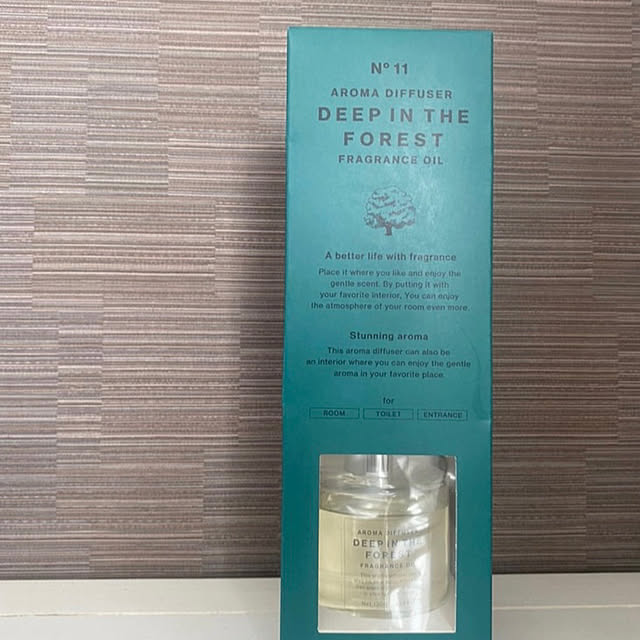 Nº 11
AROMA DIFFUSER
DEEP IN THE
FOREST
FRAGRANCE OIL
A better life with fragrance
Place it where you like and enjoy the
gentle scent. By putting it with
your favorite interior, You can enjoy
the atmosphere of your room even more.
Stunning aroma
This aroma diffuser can also be
an interior where you can enjoy the gentle
aroma in your favorite place.
for
ROOM TOILET ENTRANCE
AROMA DIFFUSER
DEEP IN THE
FOREST
FRAGRANCE OIL